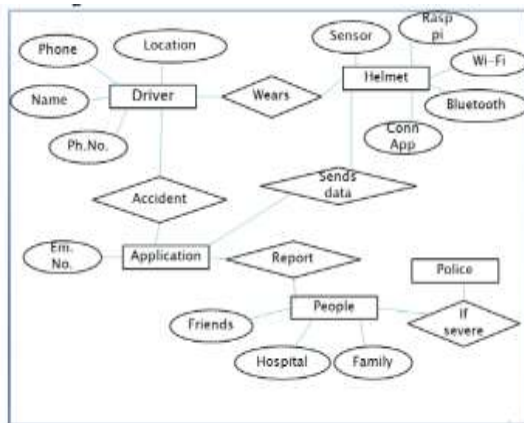 Phone
Location
Sensor
Rasp
pi
Wi-Fi
Driver
Wears
Helmet
Name
Bluetooth
Ph.No.
Conn
App
Accident
Sends
data
Em.
No.
Application
Report
Police
People
If
severe
Friends
Hospital
Family